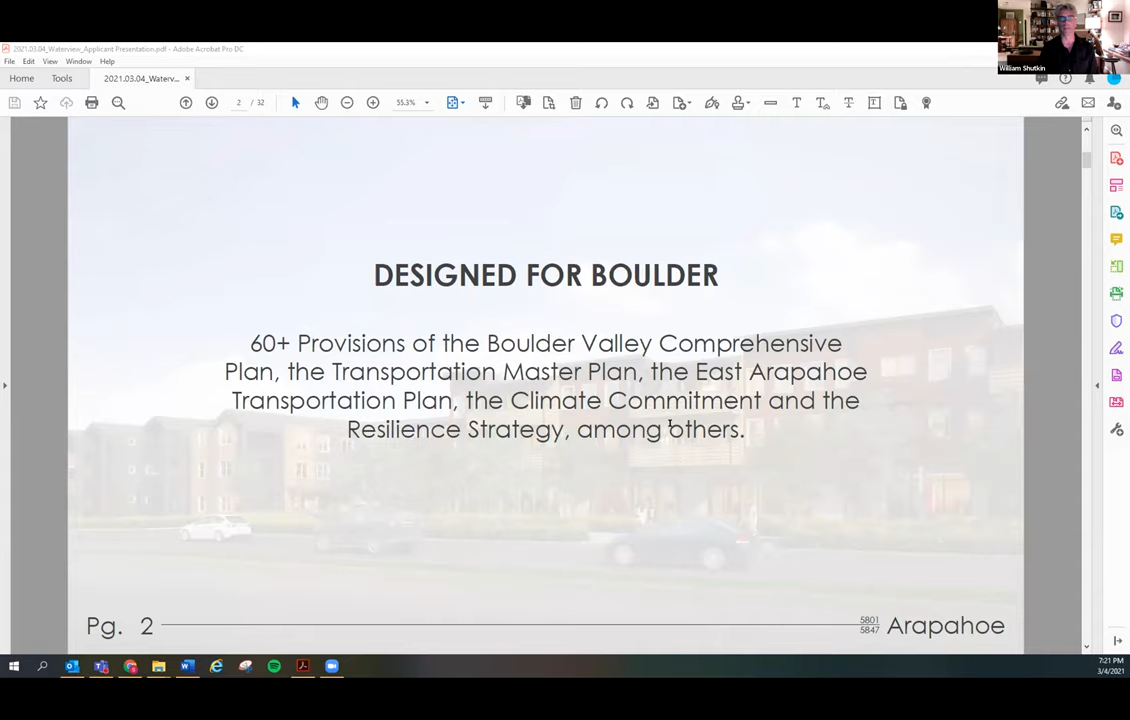 2021.03.04_Waterview_Applicant Presentation.pdf - Adobe Acrobat Pro DC
File Edit View Window Help
Home Tools 2021.03.04_Waterv... ×
2 / 32 55.3%
William Shutkin
DESIGNED FOR BOULDER
60+ Provisions of the Boulder Valley Comprehensive
Plan, the Transportation Master Plan, the East Arapahoe
Transportation Plan, the Climate Commitment and the
Resilience Strategy, among others.
Pg. 2
5801
5847
Arapahoe
7:21 PM
3/4/2021